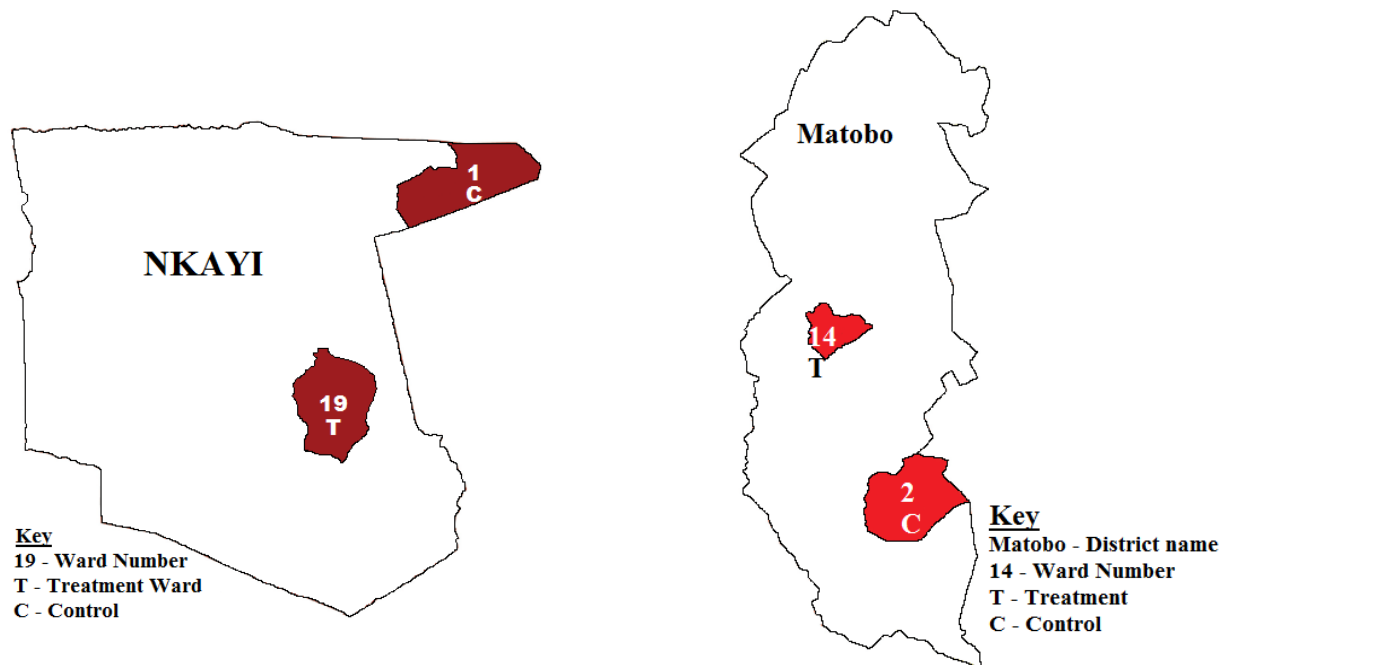 1
C
NKAYI
19
T
Key
19 - Ward Number
T - Treatment Ward
C - Control
Matobo
14
T
2
C
Key
Matobo - District name
14 - Ward Number
T - Treatment
C - Control